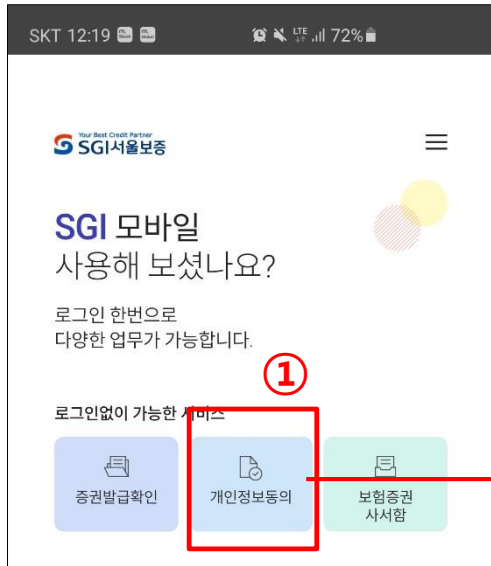 SKT 12:19 LTE 72%
Your Best Credit Partner
SGI서울보증
SGI 모바일
사용해 보셨나요?
로그인 한번으로
다양한 업무가 가능합니다.
①
로그인없이 가능한 서비스
증권발급확인 개인정보동의 보험증권
사서함